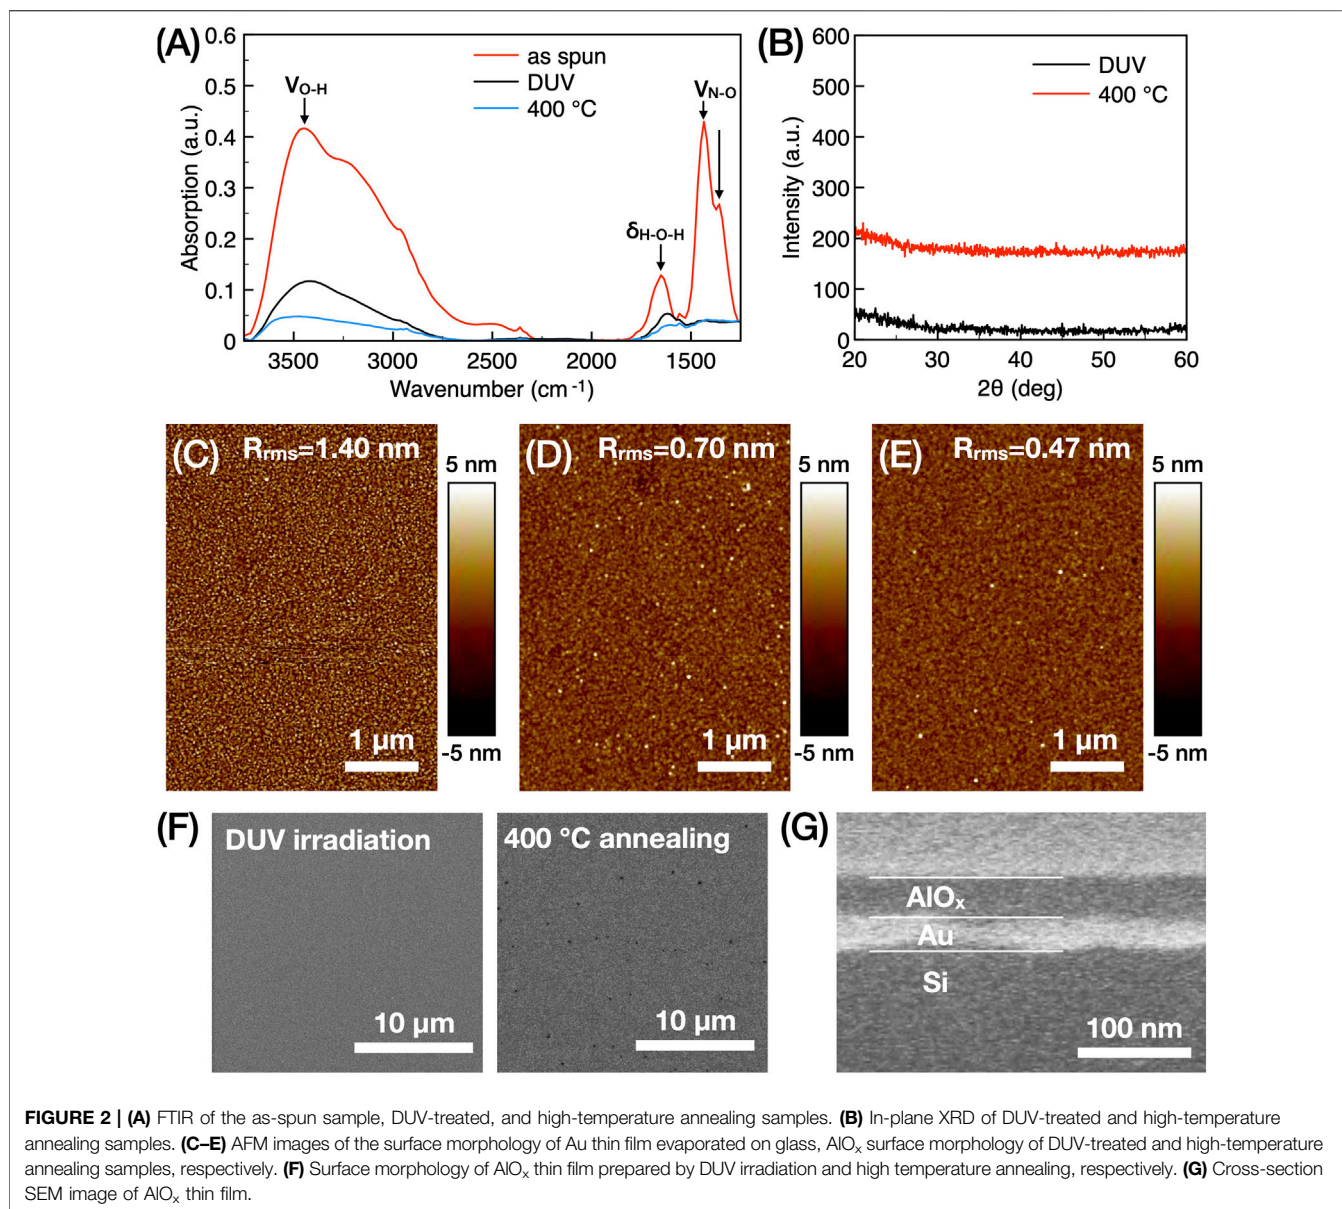 (A)
0.6
0.5
0.4
0.3
0.2
0.1
0
Absorption (a.u.)
as spun
DUV
400 °C
VO-H
VN-O
δH-O-H
3500 3000 2500 2000 1500
Wavenumber (cm-1)
(B)
600
500
400
300
200
100
0
Intensity (a.u.)
DUV
400 °C
20 30 40 50 60
2θ (deg)
(C) Rrms=1.40 nm
5 nm
-5 nm
1 µm
(D) Rrms=0.70 nm
5 nm
-5 nm
1 µm
(E) Rrms=0.47 nm
5 nm
-5 nm
1 µm
(F)
DUV irradiation
10 µm
400 °C annealing
10 µm
(G)
AlOx
Au
Si
100 nm
FIGURE 2 | (A) FTIR of the as-spun sample, DUV-treated, and high-temperature annealing samples. (B) In-plane XRD of DUV-treated and high-temperature
annealing samples. (C–E) AFM images of the surface morphology of Au thin film evaporated on glass, AlOx surface morphology of DUV-treated and high-temperature
annealing samples, respectively. (F) Surface morphology of AlOx thin film prepared by DUV irradiation and high temperature annealing, respectively. (G) Cross-section
SEM image of AlOx thin film.